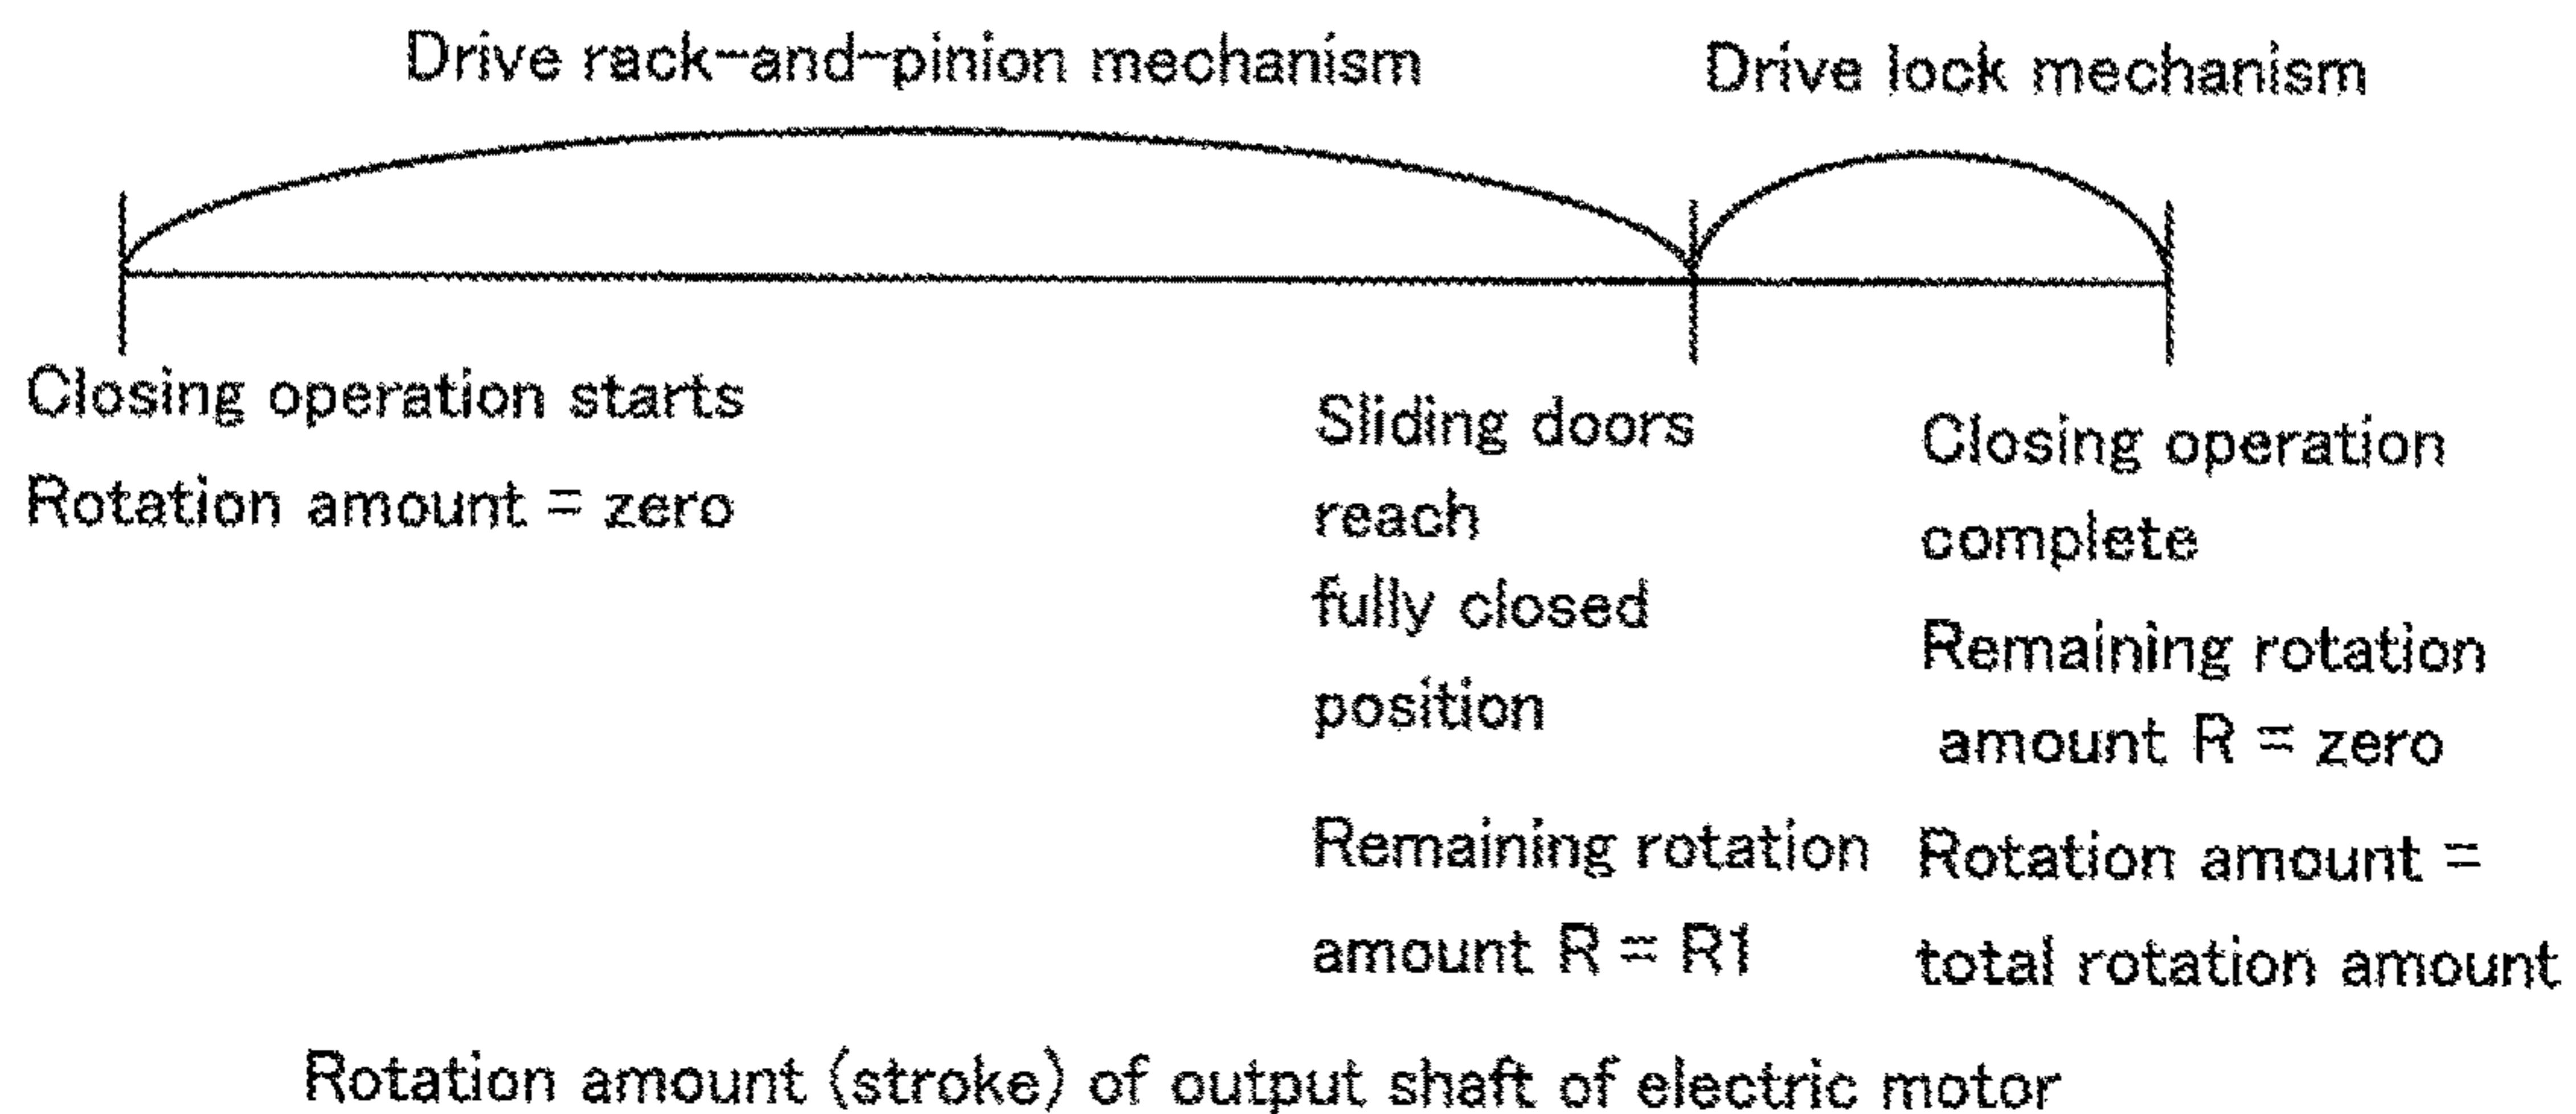 Drive rack-and-pinion mechanism
Drive lock mechanism
Closing operation starts
Rotation amount = zero
Sliding doors
reach
fully closed
position
Remaining rotation
amount R = R1
Closing operation
complete
Remaining rotation
amount R = zero
Rotation amount =
total rotation amount
Rotation amount (stroke) of output shaft of electric motor